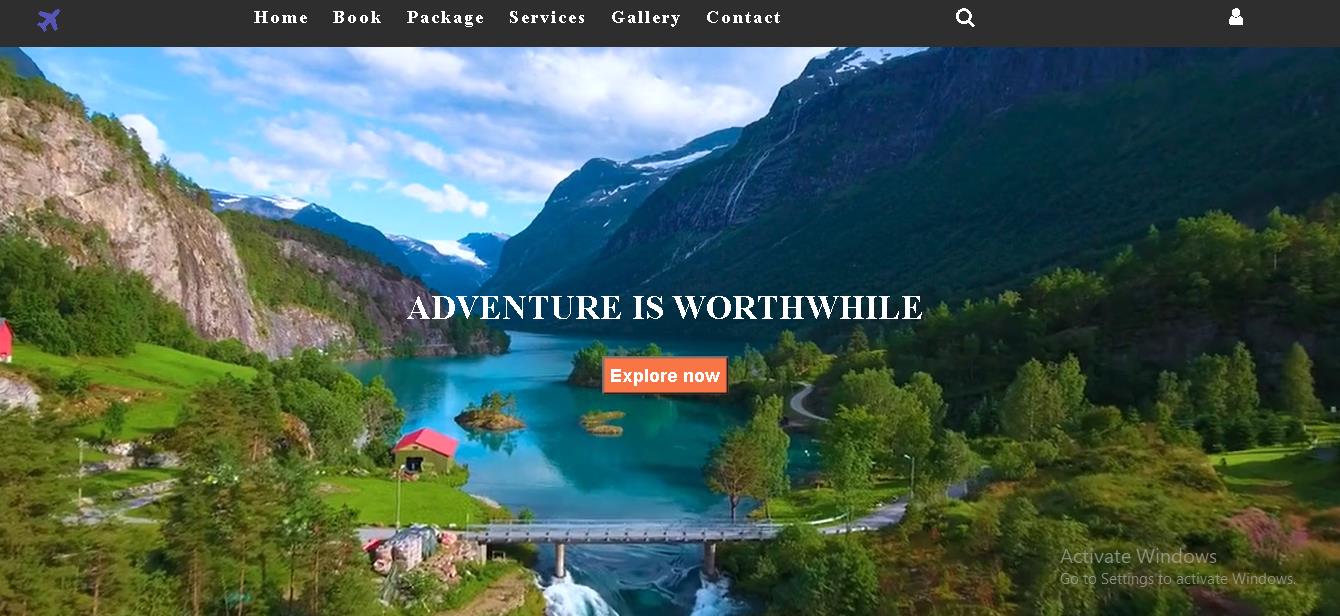 Home Book Package Services Gallery Contact
ADVENTURE IS WORTHWHILE
Explore now
Activate Windows
Go to Settings to activate Windows.